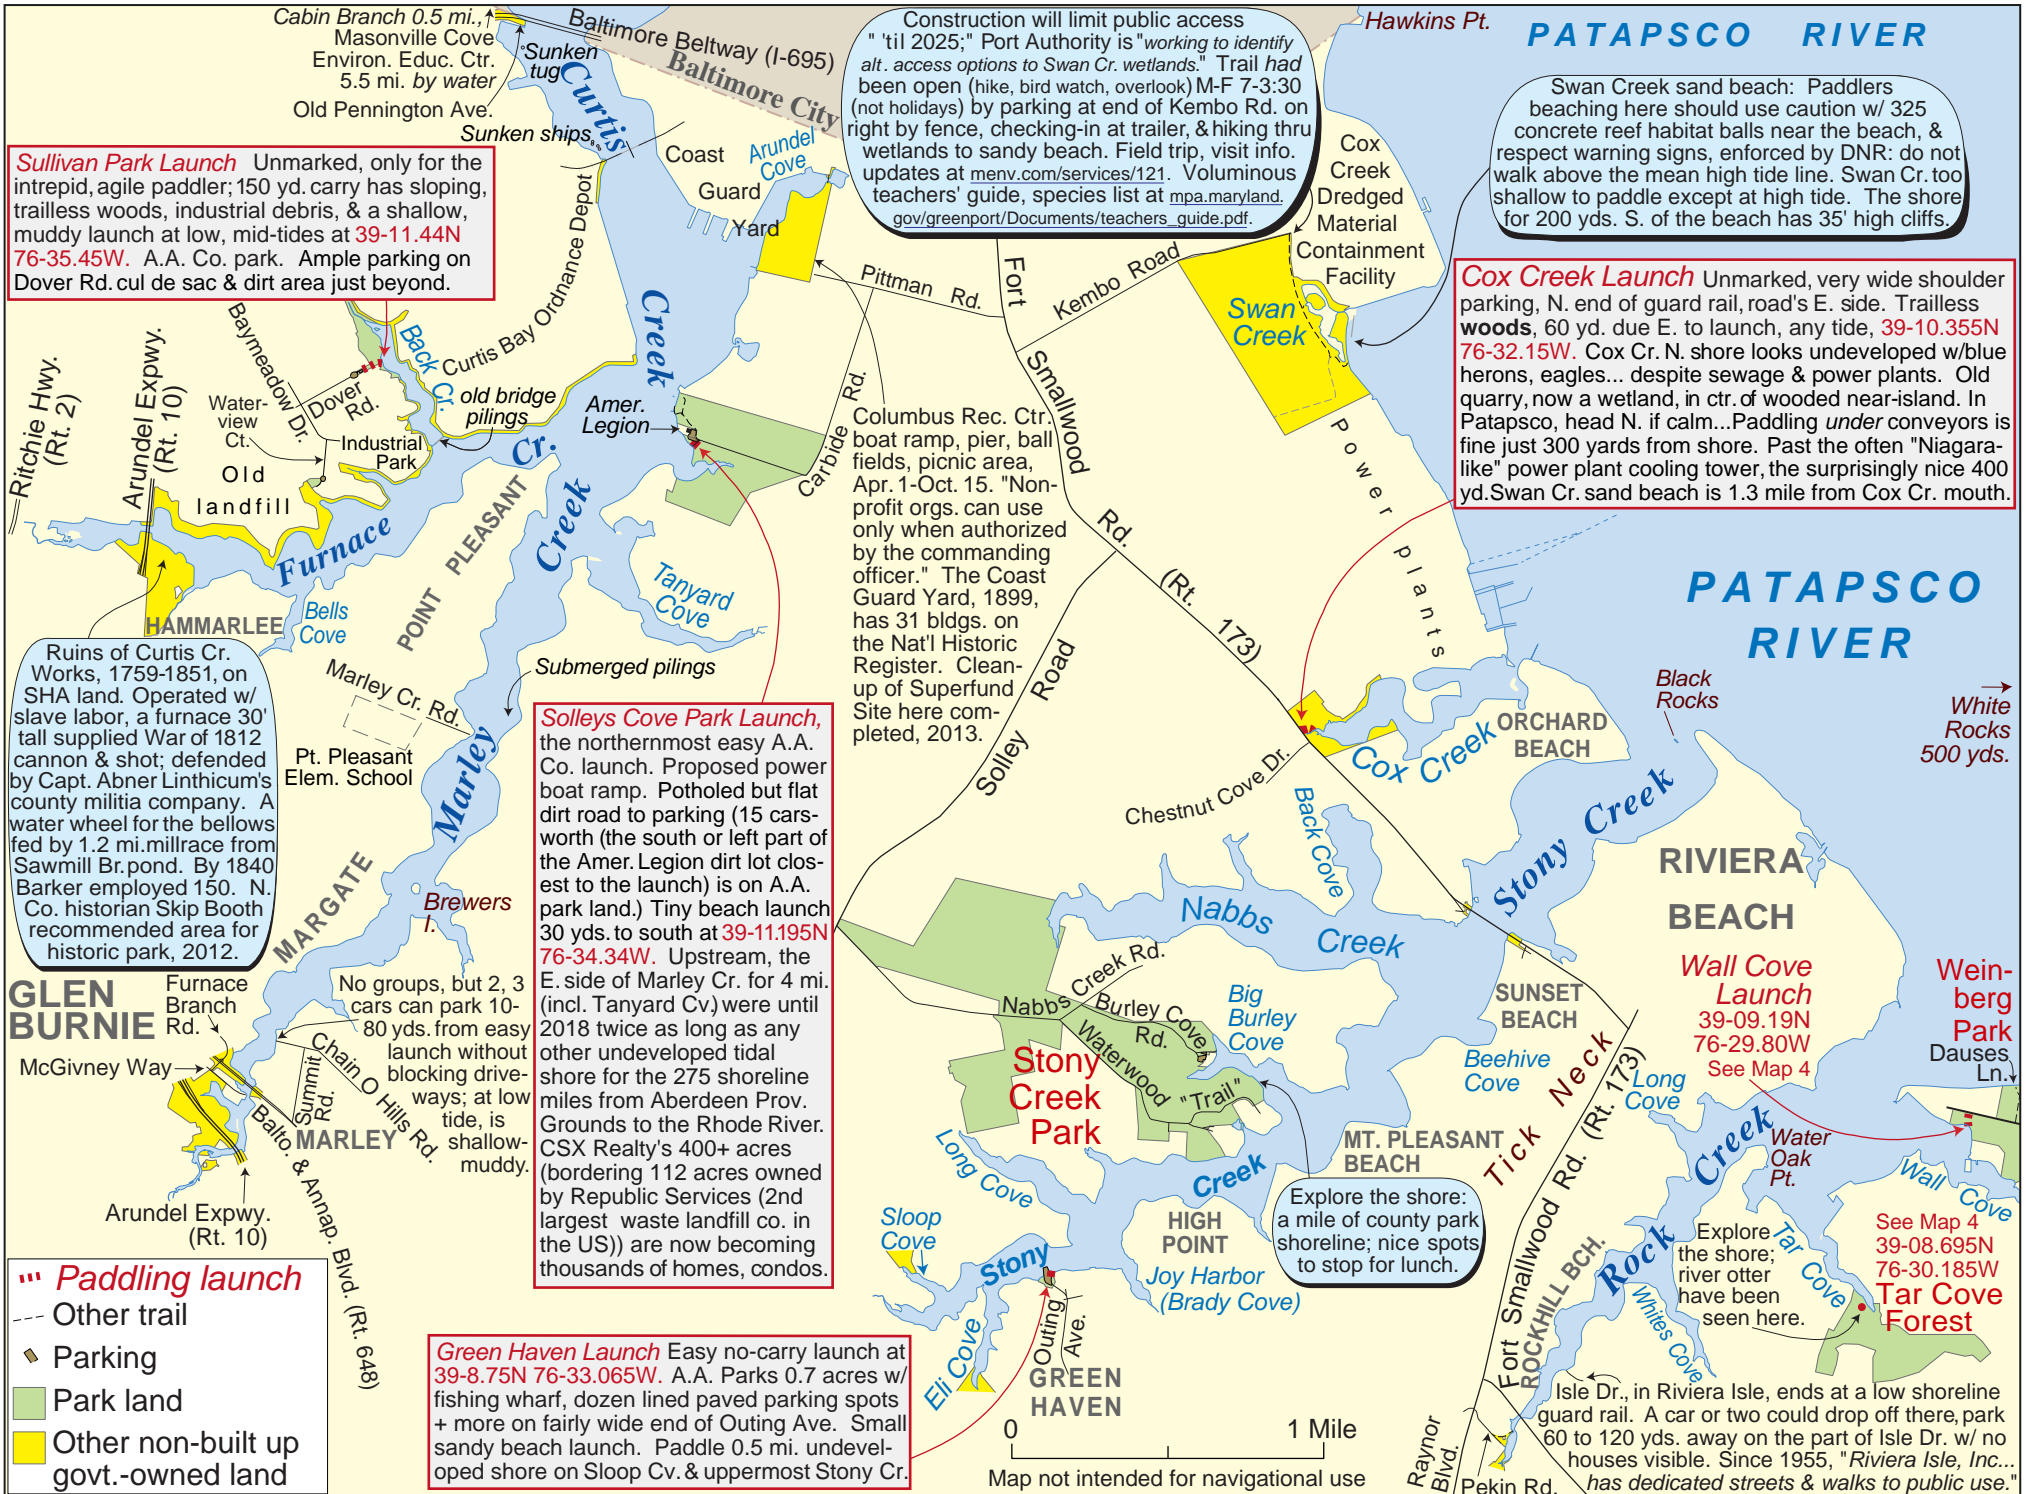 Cabin Branch 0.5 mi.,
Masonville Cove
Environ. Educ. Ctr.
5.5 mi. by water
Old Pennington Ave.
Sunken
tug
Baltimore Beltway (I-695)
Baltimore City
Curtis
Creek
Sunken ships
Coast
Guard
Yard
Arundel
Cove
Construction will limit public access
" 'til 2025;" Port Authority is "working to identify
alt. access options to Swan Cr. wetlands." Trail had
been open (hike, bird watch, overlook) M-F 7-3:30
(not holidays) by parking at end of Kembo Rd. on
right by fence, checking-in at trailer, & hiking thru
wetlands to sandy beach. Field trip, visit info.
updates at menv.com/services/121. Voluminous
teachers' guide, species list at mpa.maryland.
gov/greenport/Documents/teachers_guide.pdf.
Hawkins Pt.
PATAPSCO RIVER
Swan Creek sand beach: Paddlers
beaching here should use caution w/ 325
concrete reef habitat balls near the beach, &
respect warning signs, enforced by DNR: do not
walk above the mean high tide line. Swan Cr. too
shallow to paddle except at high tide. The shore
for 200 yds. S. of the beach has 35' high cliffs.
Cox
Creek
Dredged
Material
Containment
Facility
Sullivan Park Launch Unmarked, only for the
intrepid, agile paddler; 150 yd. carry has sloping,
trailless woods, industrial debris, & a shallow,
muddy launch at low, mid-tides at 39-11.44N
76-35.45W. A.A. Co. park. Ample parking on
Dover Rd. cul de sac & dirt area just beyond.
Cox Creek Launch Unmarked, very wide shoulder
parking, N. end of guard rail, road's E. side. Trailless
woods, 60 yd. due E. to launch, any tide, 39-10.355N
76-32.15W. Cox Cr. N. shore looks undeveloped w/blue
herons, eagles... despite sewage & power plants. Old
quarry, now a wetland, in ctr. of wooded near-island. In
Patapsco, head N. if calm...Paddling under conveyors is
fine just 300 yards from shore. Past the often "Niagara-
like" power plant cooling tower, the surprisingly nice 400
yd. Swan Cr. sand beach is 1.3 mile from Cox Cr. mouth.
Curtis Bay Ordnance Depot
Pittman Rd.
Kembo Road
Swan
Creek
Fort
Smallwood
Rd.
(Rt.
173)
Power plants
Ritchie Hwy.
(Rt. 2)
Arundel Expwy.
(Rt. 10)
Baymeadow Dr.
Back Cr.
Dover
Rd.
Water-
view
Ct.
Industrial
Park
Old
landfill
old bridge
pilings
Amer.
Legion
Carbide Rd.
Columbus Rec. Ctr.
boat ramp, pier, ball
fields, picnic area,
Apr. 1-Oct. 15. "Non-
profit orgs. can use
only when authorized
by the commanding
officer." The Coast
Guard Yard, 1899,
has 31 bldgs. on
the Nat'l Historic
Register. Clean-
up of Superfund
Site here com-
pleted, 2013.
Furnace
Cr.
POINT PLEASANT
Creek
Tanyard
Cove
HAMMARLEE
Bells
Cove
PATAPSCO
RIVER
Ruins of Curtis Cr.
Works, 1759-1851, on
SHA land. Operated w/
slave labor, a furnace 30'
tall supplied War of 1812
cannon & shot; defended
by Capt. Abner Linthicum's
county militia company. A
water wheel for the bellows
fed by 1.2 mi. millrace from
Sawmill Br. pond. By 1840
Barker employed 150. N.
Co. historian Skip Booth
recommended area for
historic park, 2012.
Marley Cr. Rd.
Submerged pilings
Pt. Pleasant
Elem. School
Marley
Solley
Road
Solleys Cove Park Launch,
the northernmost easy A.A.
Co. launch. Proposed power
boat ramp. Potholed but flat
dirt road to parking (15 cars-
worth (the south or left part of
the Amer. Legion dirt lot clos-
est to the launch) is on A.A.
park land.) Tiny beach launch
30 yds. to south at 39-11.195N
76-34.34W. Upstream, the
E. side of Marley Cr. for 4 mi.
(incl. Tanyard Cv.) were until
2018 twice as long as any
other undeveloped tidal
shore for the 275 shoreline
miles from Aberdeen Prov.
Grounds to the Rhode River.
CSX Realty's 400+ acres
(bordering 112 acres owned
by Republic Services (2nd
largest waste landfill co. in
the US)) are now becoming
thousands of homes, condos.
Black
Rocks
White
Rocks
500 yds.
Cox Creek
ORCHARD
BEACH
Chestnut Cove Dr.
Back Cove
Stony Creek
RIVIERA
BEACH
MARGATE
Brewers
I.
GLEN
BURNIE
Furnace
Branch
Rd.
McGivney Way
No groups, but 2, 3
cars can park 10-
80 yds. from easy
launch without
blocking drive-
ways; at low
tide, is
shallow-
muddy.
Chain O Hills Rd.
Summit
Rd.
MARLEY
Balto. & Annap. Blvd. (Rt. 648)
Arundel Expwy.
(Rt. 10)
Nabbs Creek
Nabbs Creek Rd.
Burley Cove
Rd.
Waterwood
"Trail"
Big
Burley
Cove
Stony
Creek
Park
SUNSET
BEACH
Beehive
Cove
Tick Neck
Wall Cove
Launch
39-09.19N
76-29.80W
See Map 4
Wein-
berg
Park
Dauses
Ln.
Long
Cove
MT. PLEASANT
BEACH
Fort Smallwood Rd. (Rt. 173)
Rock Creek
Water
Oak
Pt.
Wall Cove
Long Cove
Sloop
Cove
Stony
Creek
HIGH
POINT
Joy Harbor
(Brady Cove)
Explore the shore:
a mile of county park
shoreline; nice spots
to stop for lunch.
Eli Cove
Outing
Ave.
GREEN
HAVEN
ROCKHILL BCH.
Whites Cove
Explore
the shore;
river otter
have been
seen here.
Tar
Cove
See Map 4
39-08.695N
76-30.185W
Tar Cove
Forest
Paddling launch
Other trail
Parking
Park land
Other non-built up
govt.-owned land
Green Haven Launch Easy no-carry launch at
39-8.75N 76-33.065W. A.A. Parks 0.7 acres w/
fishing wharf, dozen lined paved parking spots
+ more on fairly wide end of Outing Ave. Small
sandy beach launch. Paddle 0.5 mi. undevel-
oped shore on Sloop Cv. & uppermost Stony Cr.
0 1 Mile
Map not intended for navigational use
Raynor
Blvd.
Pekin Rd.
Isle Dr., in Riviera Isle, ends at a low shoreline
guard rail. A car or two could drop off there, park
60 to 120 yds. away on the part of Isle Dr. w/ no
houses visible. Since 1955, "Riviera Isle, Inc...
has dedicated streets & walks to public use."